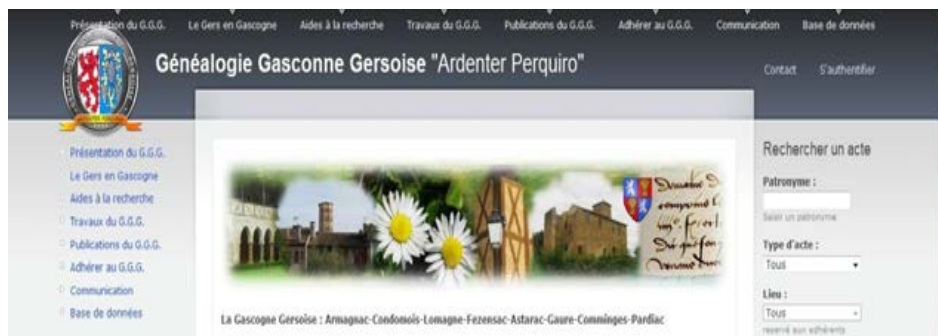 Présentation du G.G.G. Le Gers en Gascogne Aides à la recherche Travaux du G.G.G. Publications du G.G.G. Adhérer au G.G.G. Communication Base de données
Généalogie Gasconne Gersoise "Ardenter Perquiro"
Contact S'authentifier
Présentation du G.G.G.
Le Gers en Gascogne
Aides à la recherche
Travaux du G.G.G.
Publications du G.G.G.
Adhérer au G.G.G.
Communication
Base de données
La Gascogne Gersoise : Armagnac-Condomois-Lomagne-Fezensac-Astarac-Gaure-Comminges-Pardiac
Rechercher un acte
Patronyme :
Saisir un patronyme
Type d'acte :
Tous
Lieu :
Tous
reservé aux adhérents